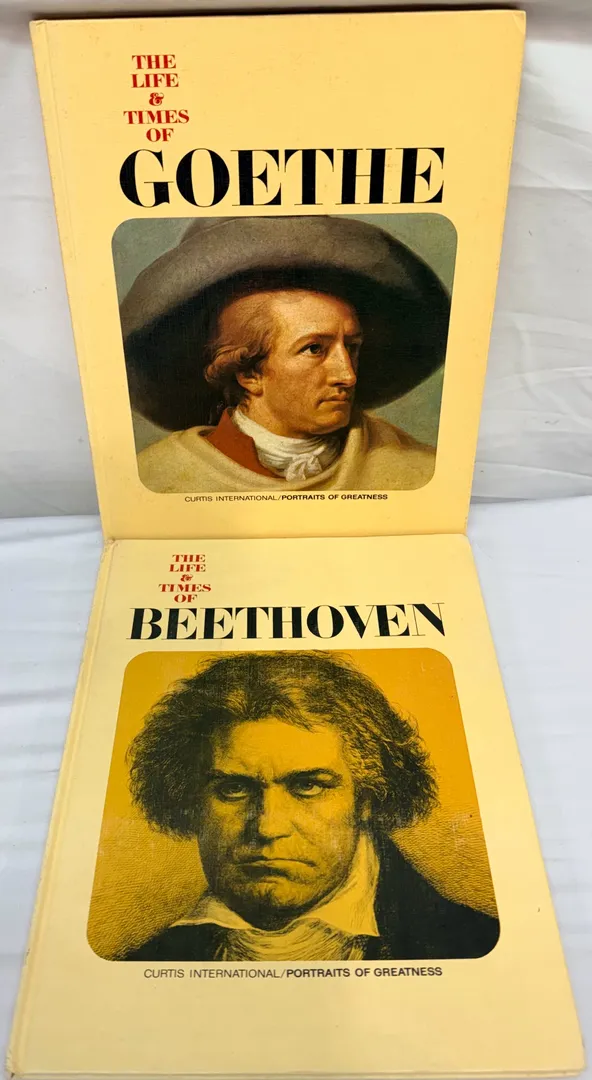 THE
LIFE
&
TIMES
OF
GOETHE
CURTIS INTERNATIONAL/PORTRAITS OF GREATNESS
THE
LIFE
&
TIMES
OF
BEETHOVEN
CURTIS INTERNATIONAL/PORTRAITS OF GREATNESS